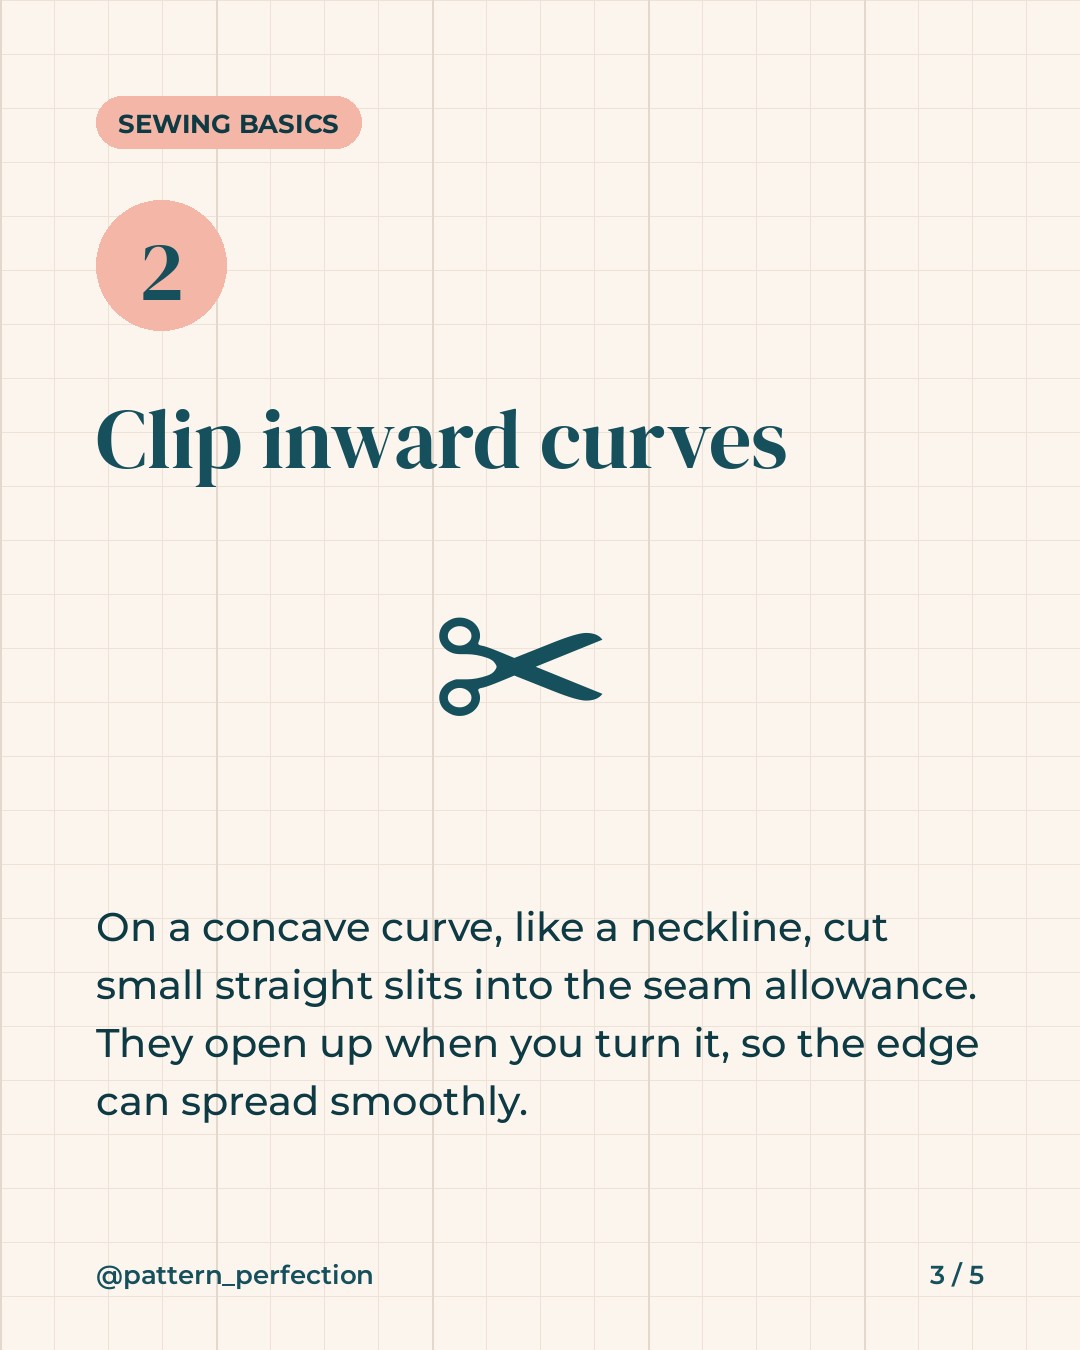 SEWING BASICS
2
Clip inward curves
On a concave curve, like a neckline, cut
small straight slits into the seam allowance.
They open up when you turn it, so the edge
can spread smoothly.
@pattern_perfection
3 / 5